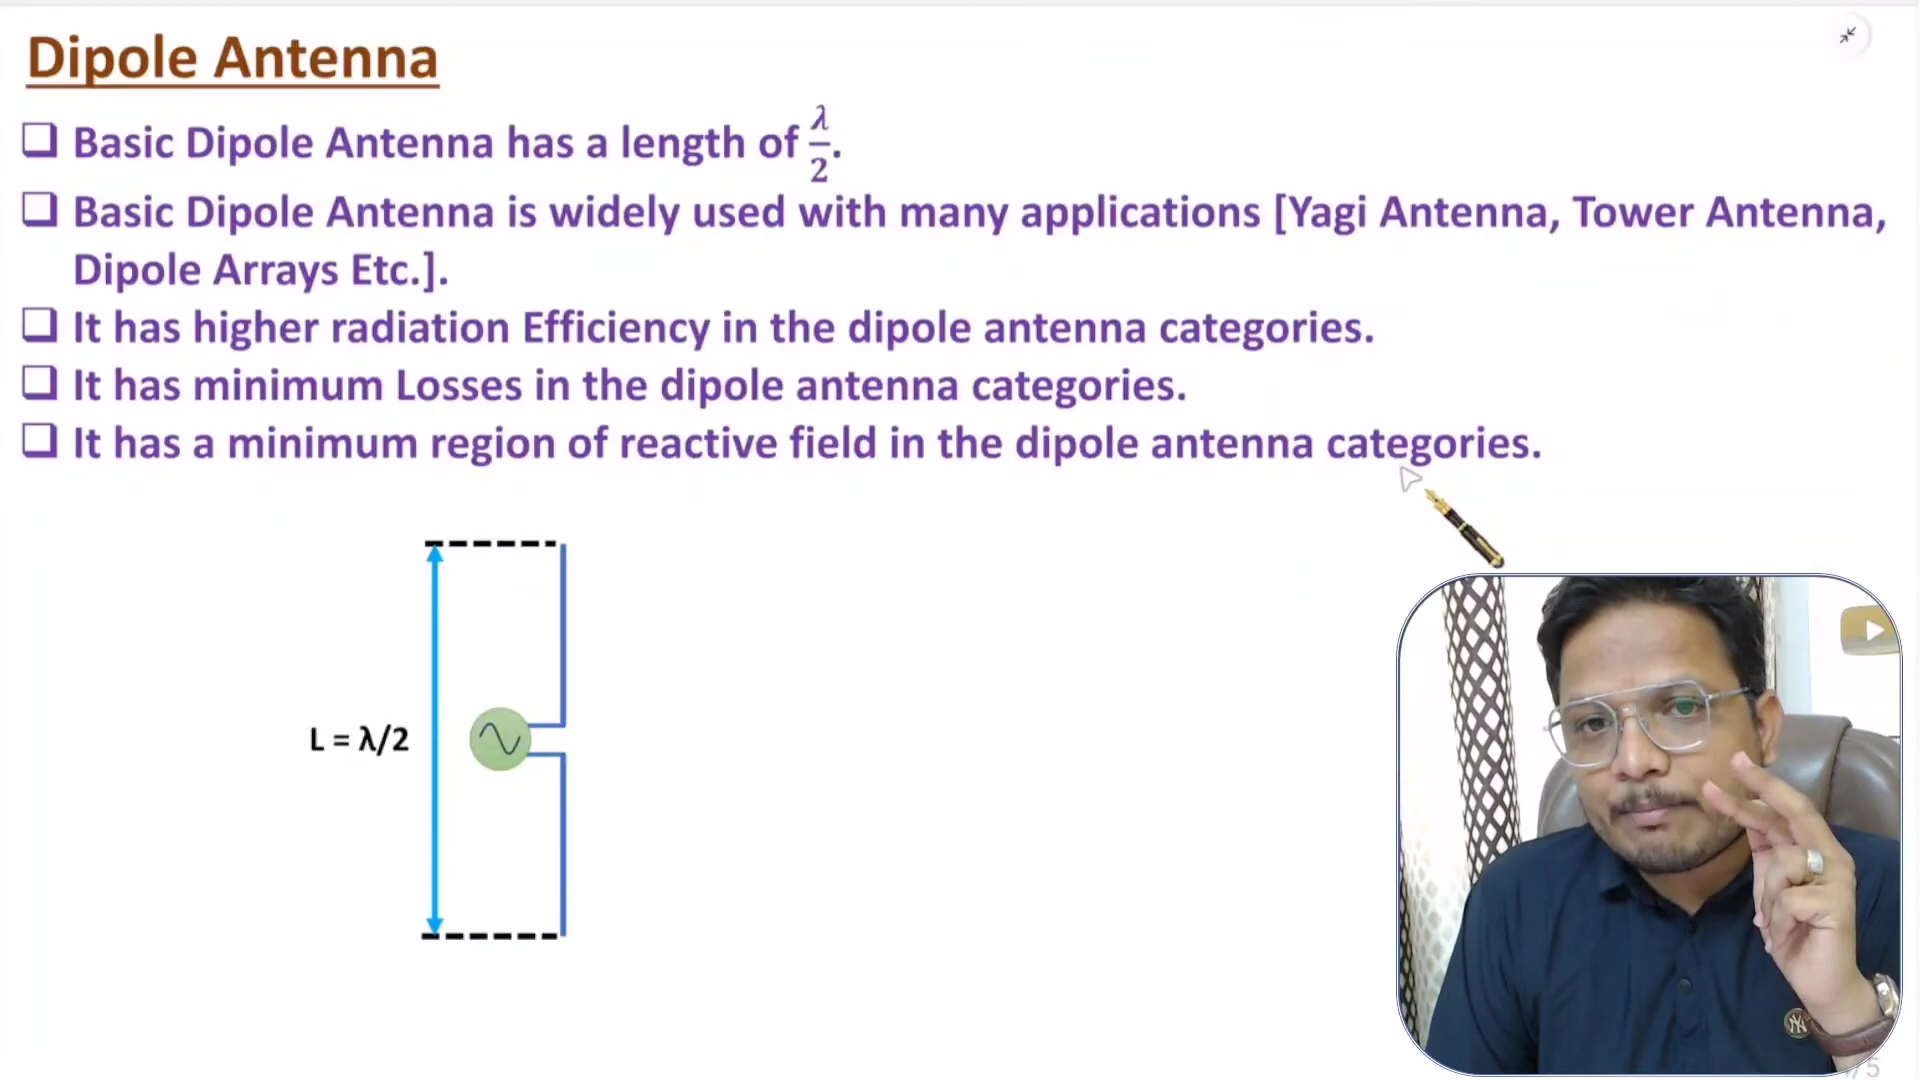 Dipole Antenna
❑ Basic Dipole Antenna has a length of λ/2.
❑ Basic Dipole Antenna is widely used with many applications [Yagi Antenna, Tower Antenna,
Dipole Arrays Etc.].
❑ It has higher radiation Efficiency in the dipole antenna categories.
❑ It has minimum Losses in the dipole antenna categories.
❑ It has a minimum region of reactive field in the dipole antenna categories.
L = λ/2
NY